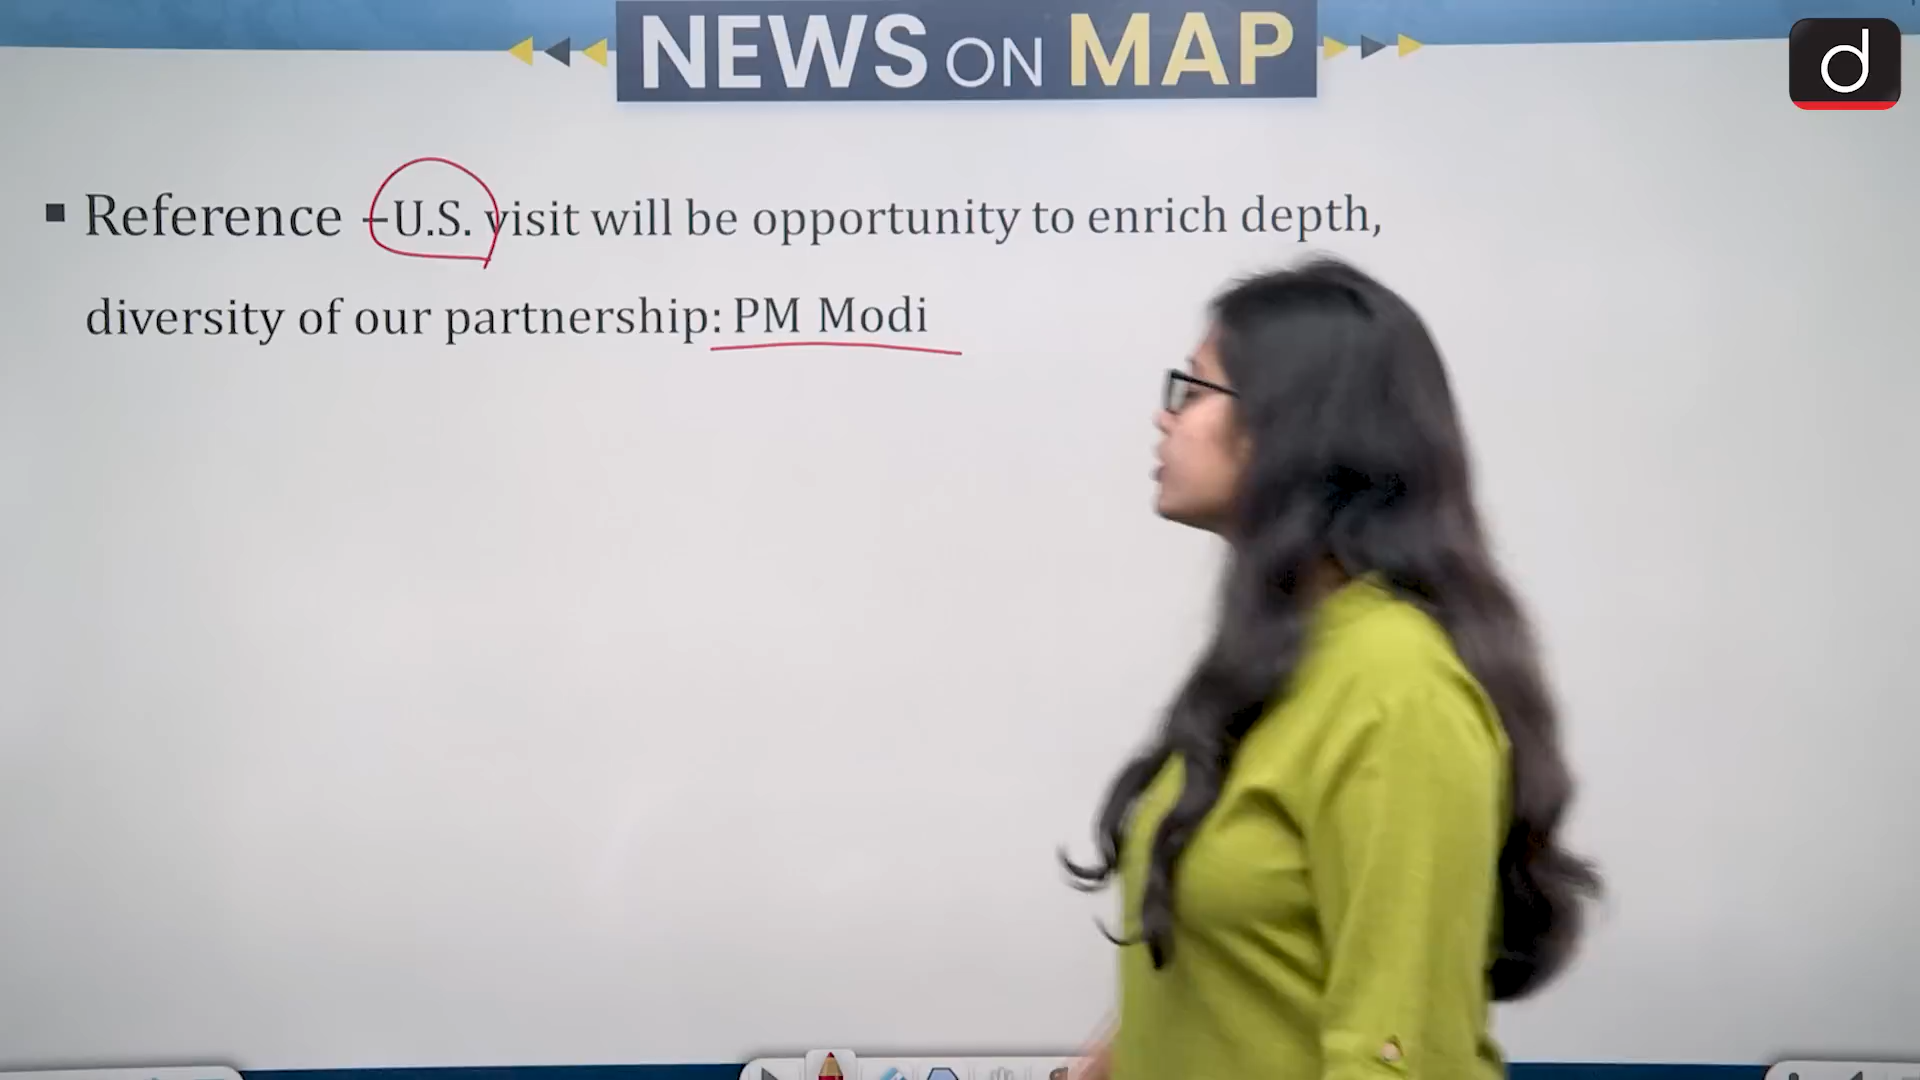 NEWS ON MAP
d
▪ Reference –U.S. visit will be opportunity to enrich depth,
diversity of our partnership: PM Modi